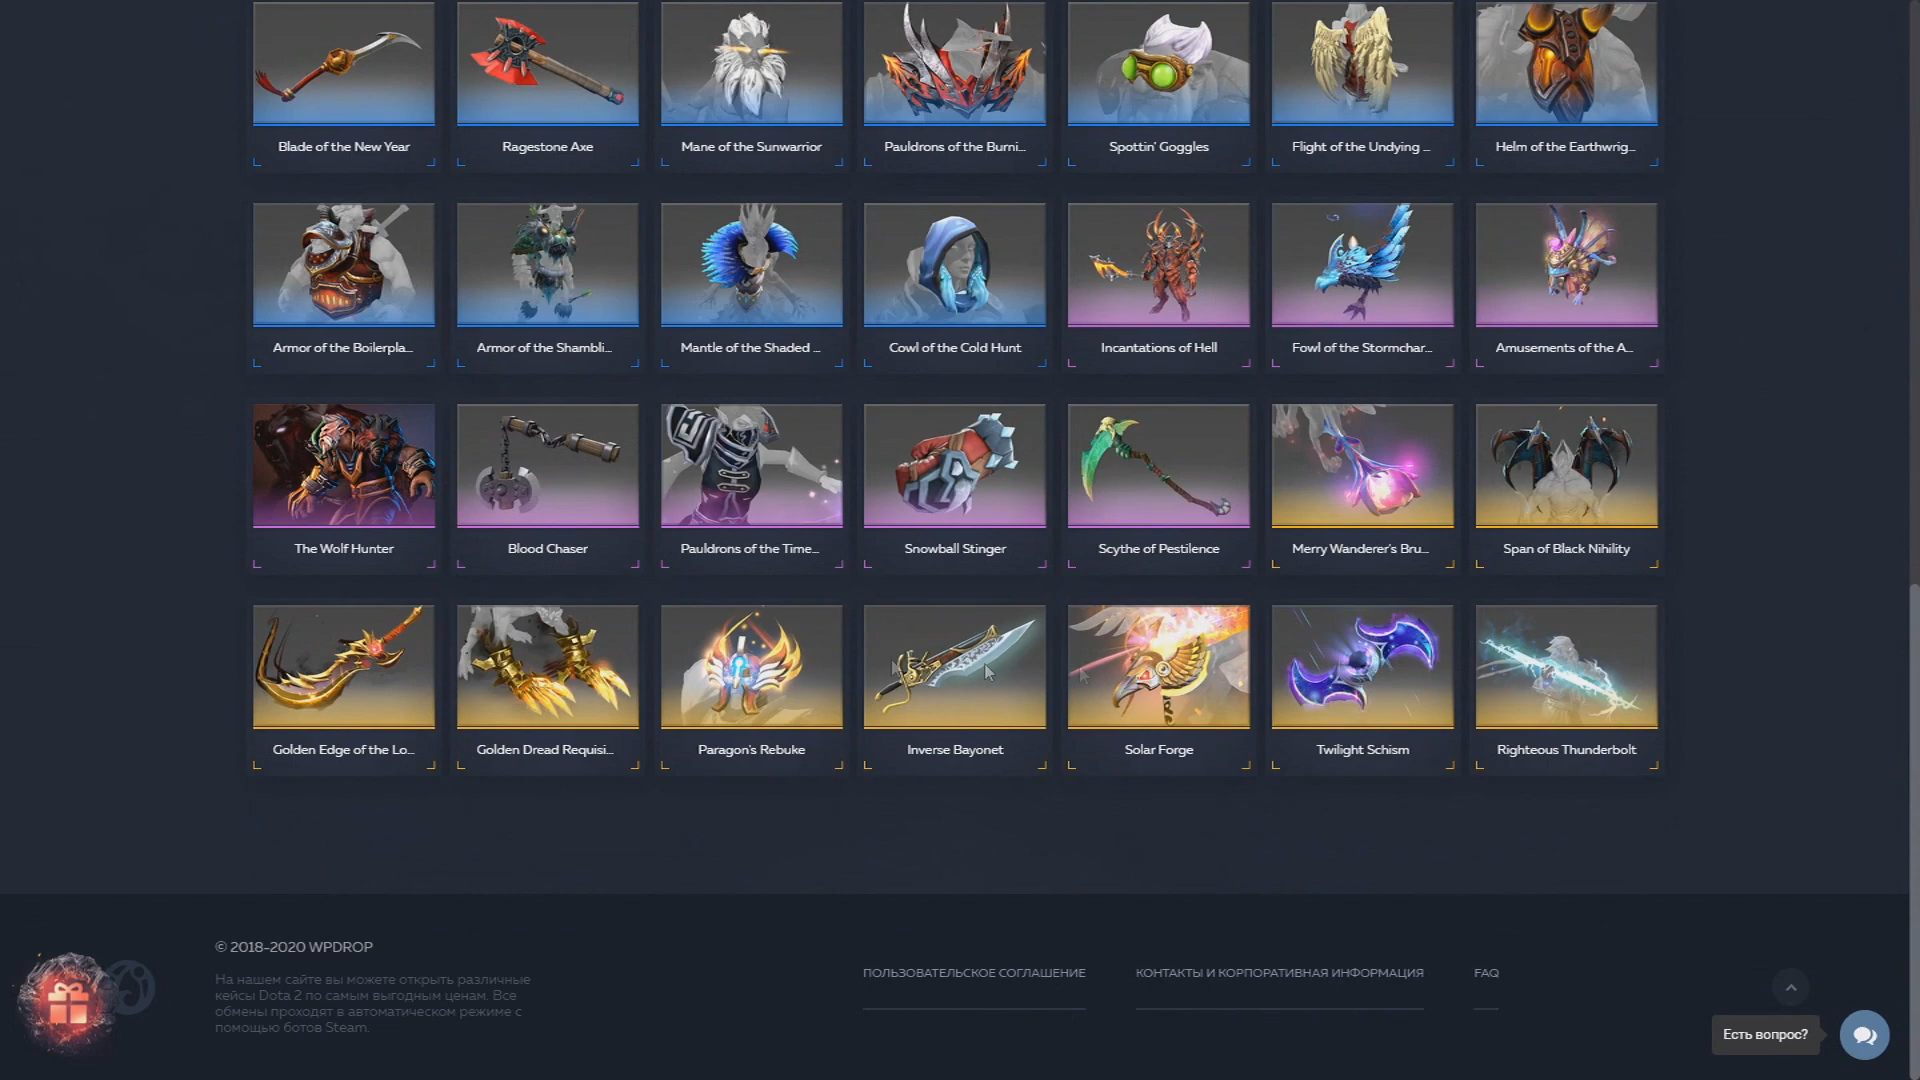 Blade of the New Year
Ragestone Axe
Mane of the Sunwarrior
Pauldrons of the Burni...
Spottin' Goggles
Flight of the Undying ...
Helm of the Earthwrig...
Armor of the Boilerpla...
Armor of the Shambli...
Mantle of the Shaded ...
Cowl of the Cold Hunt
Incantations of Hell
Fowl of the Stormchar...
Amusements of the A...
The Wolf Hunter
Blood Chaser
Pauldrons of the Time...
Snowball Stinger
Scythe of Pestilence
Merry Wanderer's Bru...
Span of Black Nihility
Golden Edge of the Lo...
Golden Dread Requisi...
Paragon's Rebuke
Inverse Bayonet
Solar Forge
Twilight Schism
Righteous Thunderbolt
© 2018-2020 WPDROP
На нашем сайте вы можете открыть различные
кейсы Dota 2 по самым выгодным ценам. Все
обмены проходят в автоматическом режиме с
помощью ботов Steam.
ПОЛЬЗОВАТЕЛЬСКОЕ СОГЛАШЕНИЕ
КОНТАКТЫ И КОРПОРАТИВНАЯ ИНФОРМАЦИЯ
FAQ
Есть вопрос?